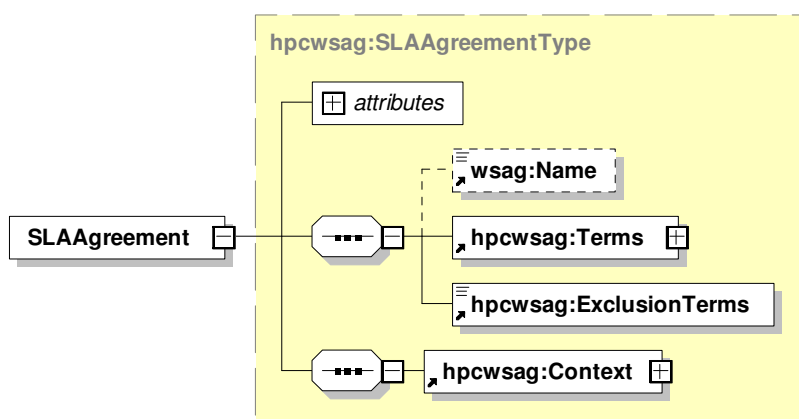 hpcwsag:SLAAgreementType
attributes
wsag:Name
SLAAgreement
hpcwsag:Terms
hpcwsag:ExclusionTerms
hpcwsag:Context